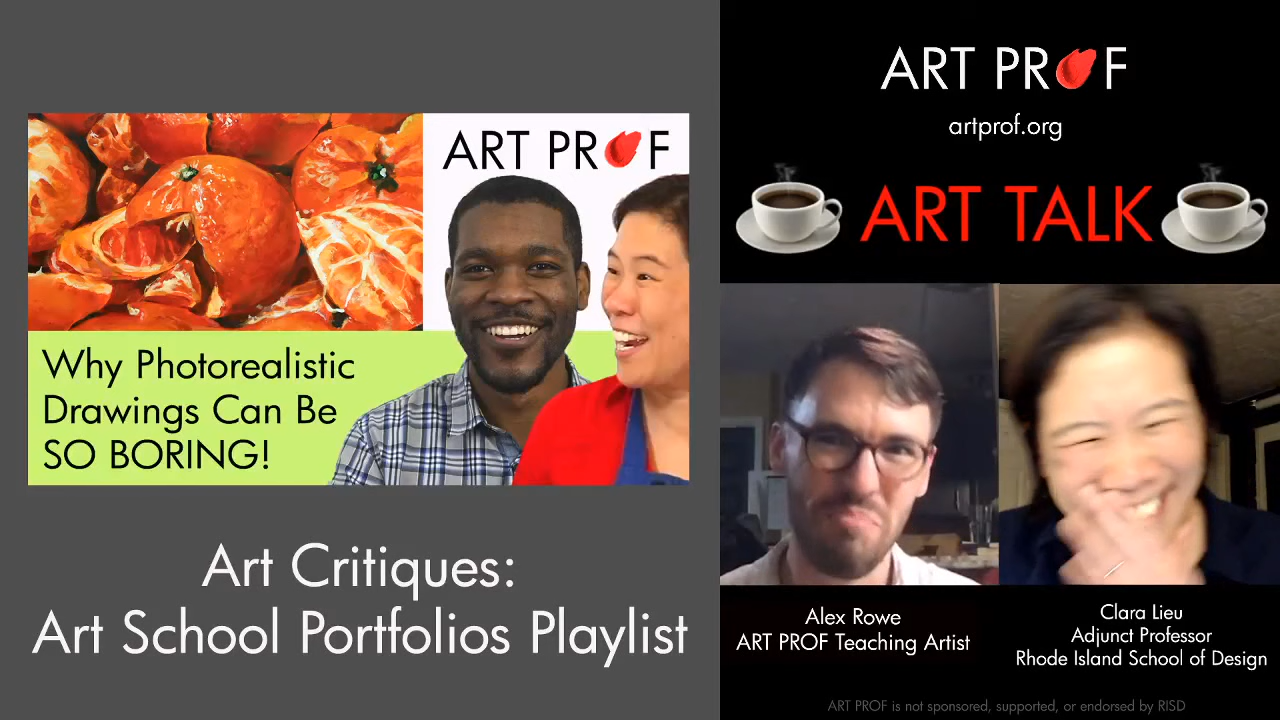 ART PROF
Why Photorealistic
Drawings Can Be
SO BORING!
Art Critiques:
Art School Portfolios Playlist
ART PROF
artprof.org
ART TALK
Alex Rowe
ART PROF Teaching Artist
Clara Lieu
Adjunct Professor
Rhode Island School of Design
ART PROF is not sponsored, supported, or endorsed by RISD